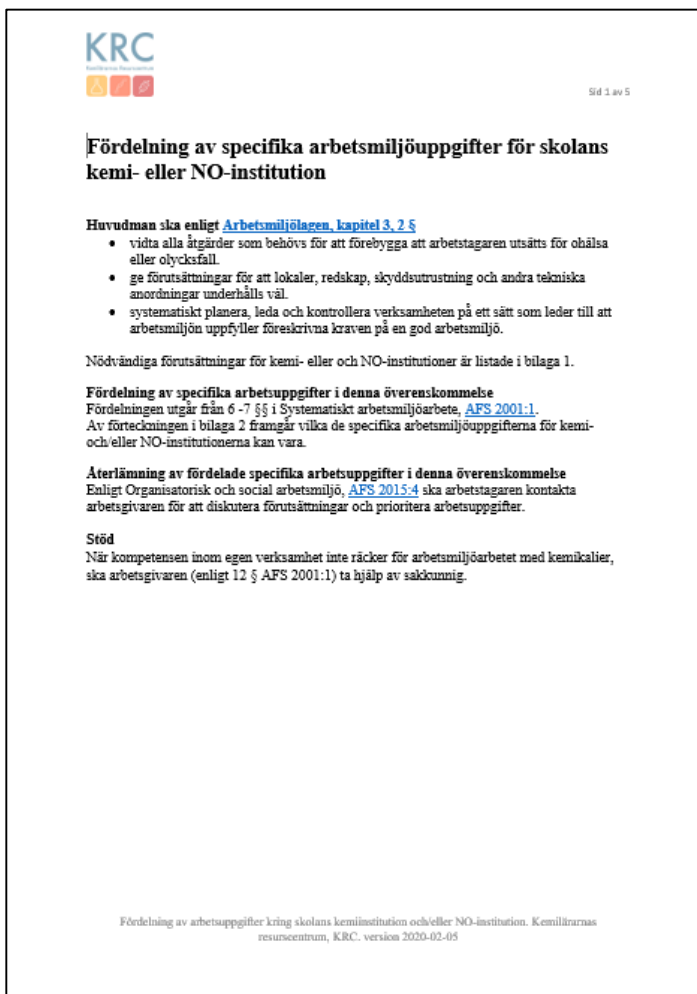 KRC
Kemilärarnas Resurscentrum
Sid 1 av 5
Fördelning av specifika arbetsmiljöuppgifter för skolans
kemi- eller NO-institution
Huvudman ska enligt Arbetsmiljölagen, kapitel 3, 2 §
• vidta alla åtgärder som behövs för att förebygga att arbetstagaren utsätts för ohälsa
eller olycksfall.
• ge förutsättningar för att lokaler, redskap, skyddsutrustning och andra tekniska
anordningar underhålls väl.
• systematiskt planera, leda och kontrollera verksamheten på ett sätt som leder till att
arbetsmiljön uppfyller föreskrivna kraven på en god arbetsmiljö.
Nödvändiga förutsättningar för kemi- eller och NO-institutioner är listade i bilaga 1.
Fördelning av specifika arbetsuppgifter i denna överenskommelse
Fördelningen utgår från 6 -7 §§ i Systematiskt arbetsmiljöarbete, AFS 2001:1.
Av förteckningen i bilaga 2 framgår vilka de specifika arbetsmiljöuppgifterna för kemi-
och/eller NO-institutionerna kan vara.
Återlämning av fördelade specifika arbetsuppgifter i denna överenskommelse
Enligt Organisatorisk och social arbetsmiljö, AFS 2015:4 ska arbetstagaren kontakta
arbetsgivaren för att diskutera förutsättningar och prioritera arbetsuppgifter.
Stöd
När kompetensen inom egen verksamhet inte räcker för arbetsmiljöarbetet med kemikalier,
ska arbetsgivaren (enligt 12 § AFS 2001:1) ta hjälp av sakkunnig.
Fördelning av arbetsuppgifter kring skolans kemiinstitution och/eller NO-institution. Kemilärarnas
resurscentrum, KRC. version 2020-02-05